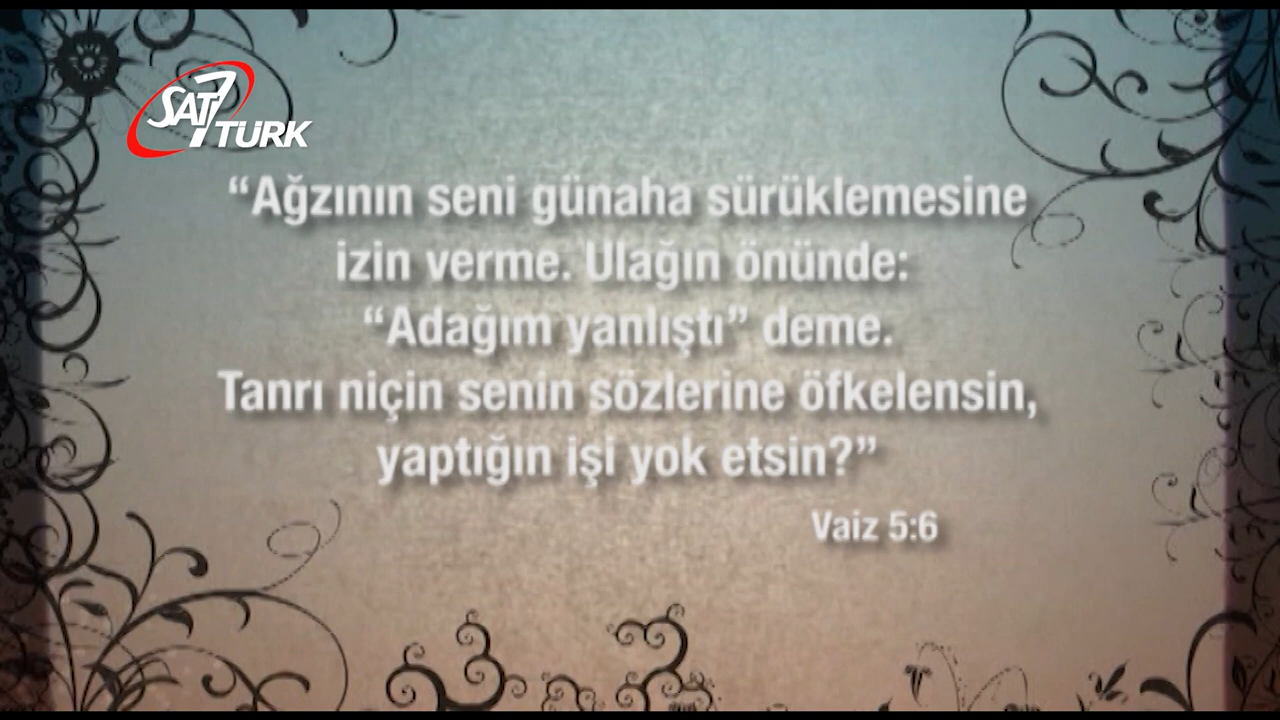 SAT7
TÜRK
“Ağzının seni günaha sürüklemesine
izin verme. Ulağın önünde:
“Adağım yanlıştı” deme.
Tanrı niçin senin sözlerine öfkelensin,
yaptığın işi yok etsin?”
Vaiz 5:6